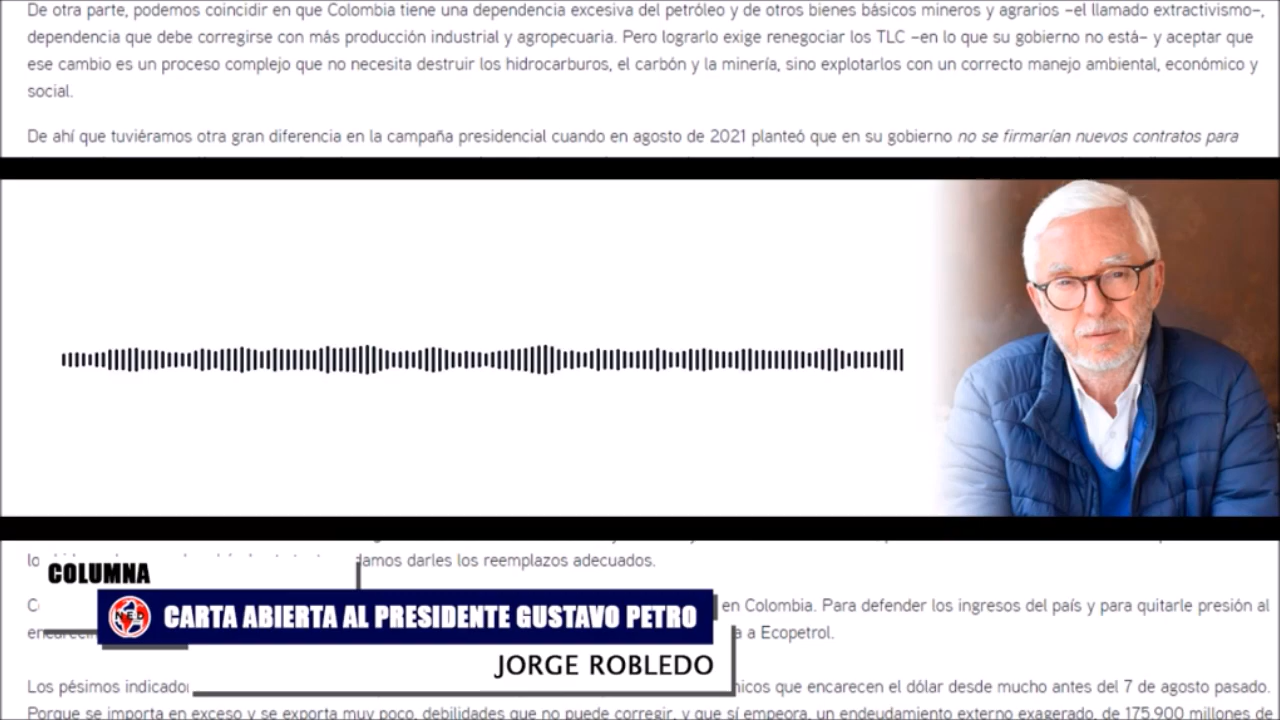 De otra parte, podemos coincidir en que Colombia tiene una dependencia excesiva del petróleo y de otros bienes básicos mineros y agrarios –el llamado extractivismo–,
dependencia que debe corregirse con más producción industrial y agropecuaria. Pero lograrlo exige renegociar los TLC –en lo que su gobierno no está– y aceptar que
ese cambio es un proceso complejo que no necesita destruir los hidrocarburos, el carbón y la minería, sino explotarlos con un correcto manejo ambiental, económico y
social.
De ahí que tuviéramos otra gran diferencia en la campaña presidencial cuando en agosto de 2021 planteó que en su gobierno no se firmarían nuevos contratos para
darles los reemplazos adecuados.
COLUMNA
en Colombia. Para defender los ingresos del país y para quitarle presión al
CARTA ABIERTA AL PRESIDENTE GUSTAVO PETRO
a Ecopetrol.
JORGE ROBLEDO
Los pésimos que encarecen el dólar desde mucho antes del 7 de agosto pasado.
Porque se importa en exceso y se exporta muy poco, debilidades que no puede corregir, y que sí empeora, un endeudamiento externo exagerado, de 175.900 millones de